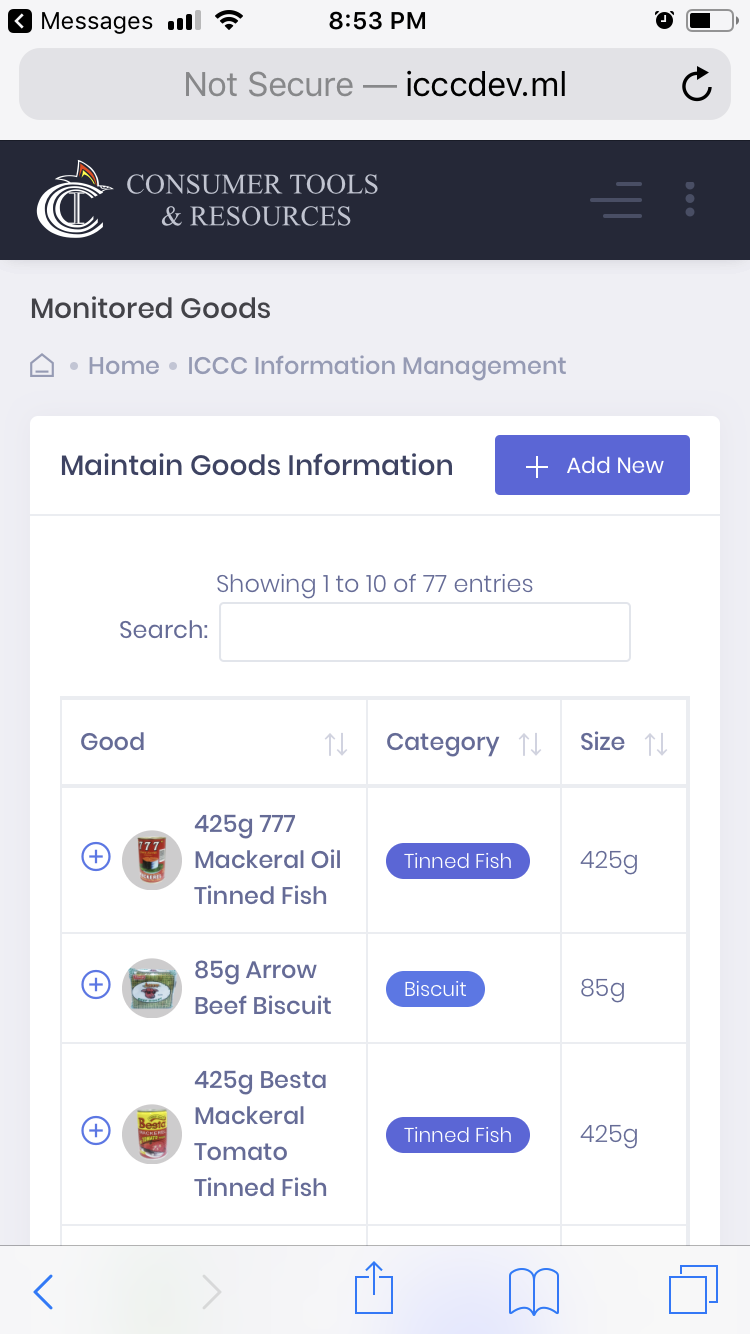 Messages 8:53 PM
Not Secure — icccdev.ml
CONSUMER TOOLS
& RESOURCES
Monitored Goods
Home • ICCC Information Management
Maintain Goods Information
+ Add New
Showing 1 to 10 of 77 entries
Search:
Good Category Size
425g 777
Mackeral Oil
Tinned Fish
Tinned Fish
425g
777
85g Arrow
Beef Biscuit
Biscuit
85g
425g Besta
Mackeral
Tomato
Tinned Fish
Tinned Fish
425g
Besta